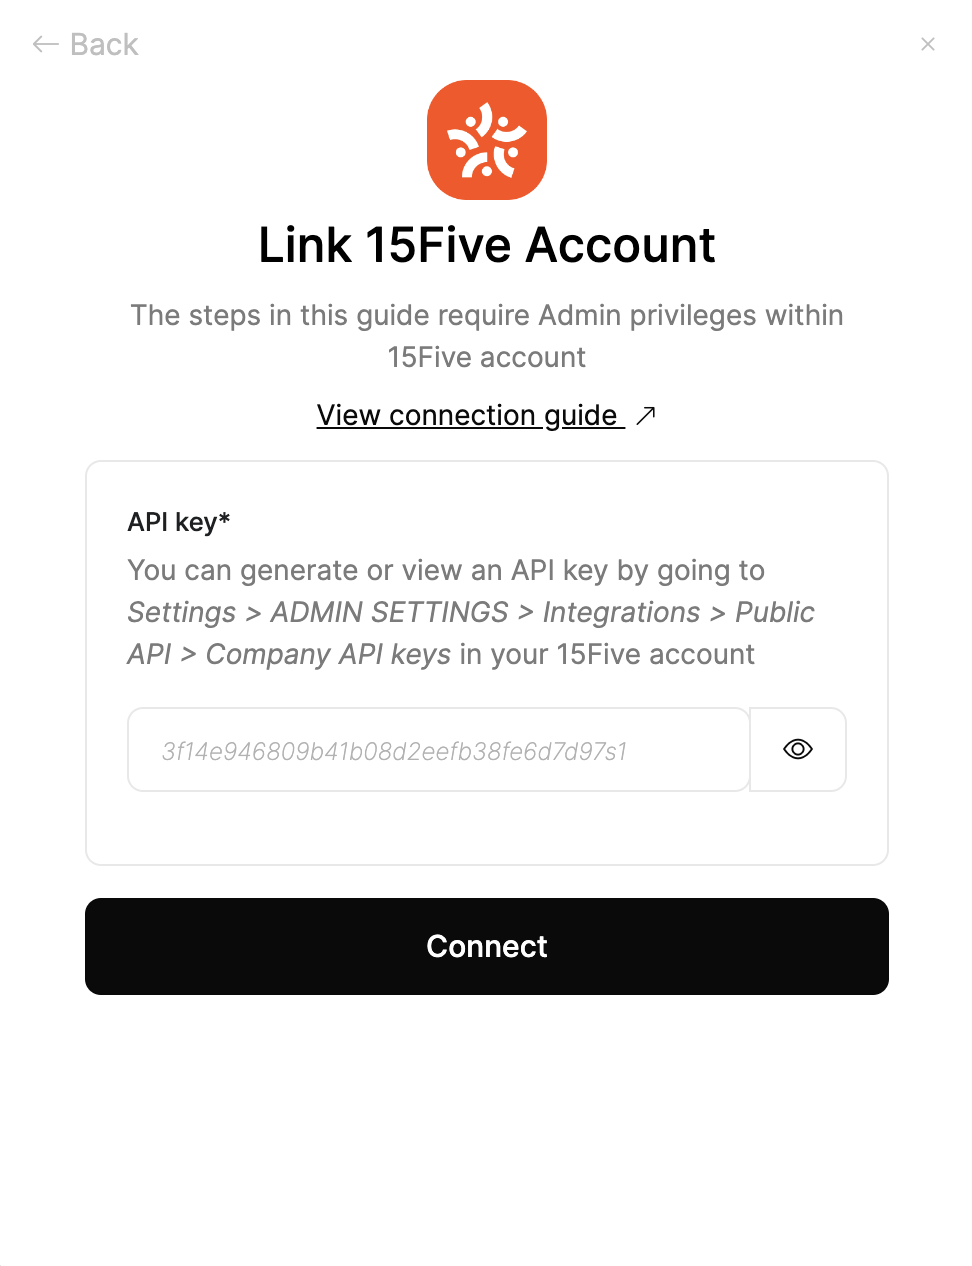 Back
Link 15Five Account
The steps in this guide require Admin privileges within
15Five account
View connection guide
API key*
You can generate or view an API key by going to
Settings > ADMIN SETTINGS > Integrations > Public
API > Company API keys in your 15Five account
3f14e946809b41b08d2eefb38fe6d7d97s1
Connect